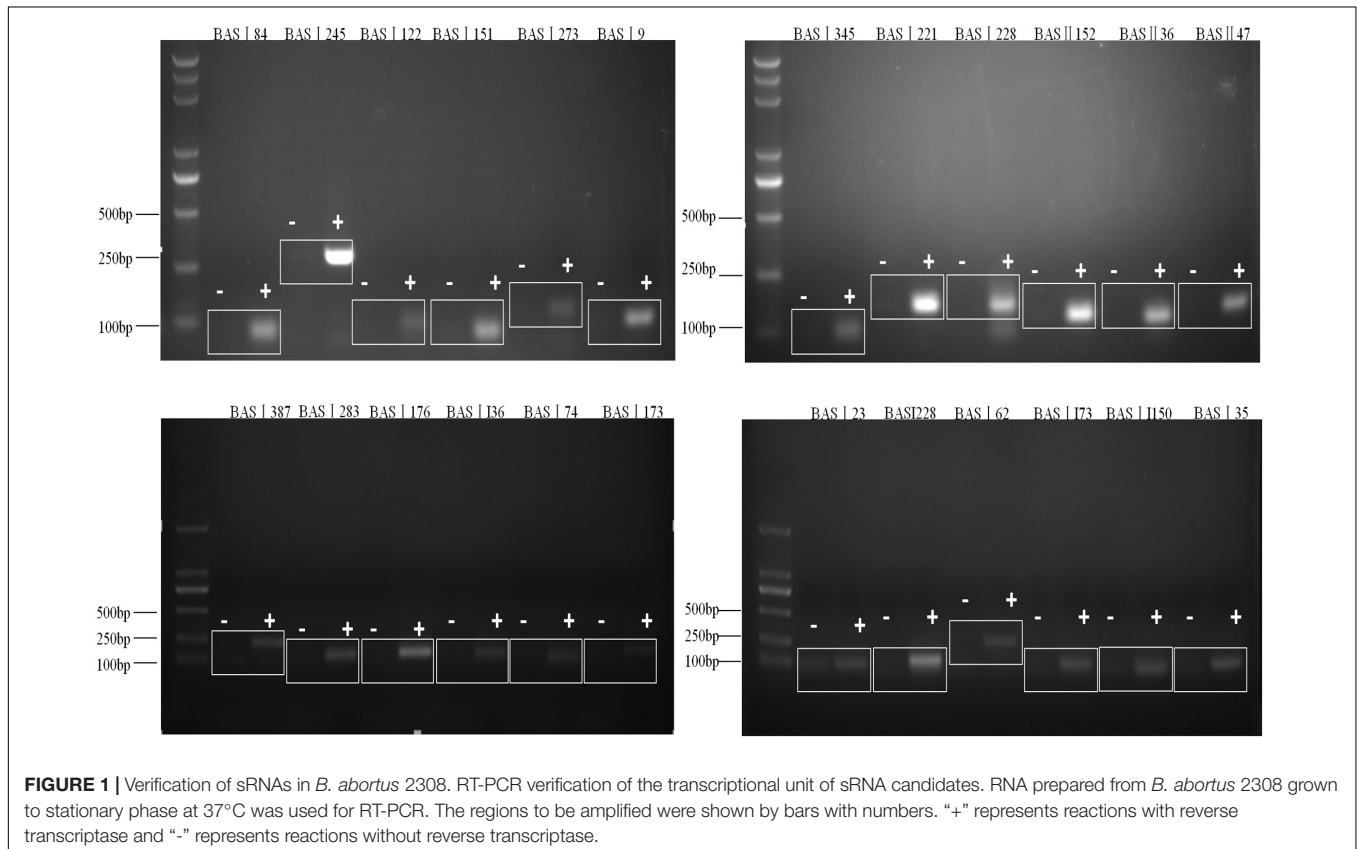 BAS Ⅰ 84 BAS Ⅰ 245 BAS Ⅰ 122 BAS Ⅰ 151 BAS Ⅰ 273 BAS Ⅰ 9
500bp
250bp
100bp
- + - + - + - + - + - +
BAS Ⅰ 345 BAS Ⅰ 221 BAS Ⅰ 228 BAS Ⅱ 152 BAS Ⅱ 36 BAS Ⅱ 47
500bp
250bp
100bp
- + - + - + - + - + - +
BAS Ⅰ 387 BAS Ⅰ 283 BAS Ⅰ 176 BAS Ⅰ I36 BAS Ⅰ 74 BAS Ⅰ 173
500bp
250bp
100bp
- + - + - + - + - + - +
BAS Ⅰ 23 BASI228 BAS Ⅰ 62 BAS Ⅰ I73 BAS Ⅰ I150 BAS Ⅰ 35
500bp
250bp
100bp
- + - + - + - + - + - +
FIGURE 1 | Verification of sRNAs in B. abortus 2308. RT-PCR verification of the transcriptional unit of sRNA candidates. RNA prepared from B. abortus 2308 grown
to stationary phase at 37°C was used for RT-PCR. The regions to be amplified were shown by bars with numbers. “+” represents reactions with reverse
transcriptase and “-” represents reactions without reverse transcriptase.